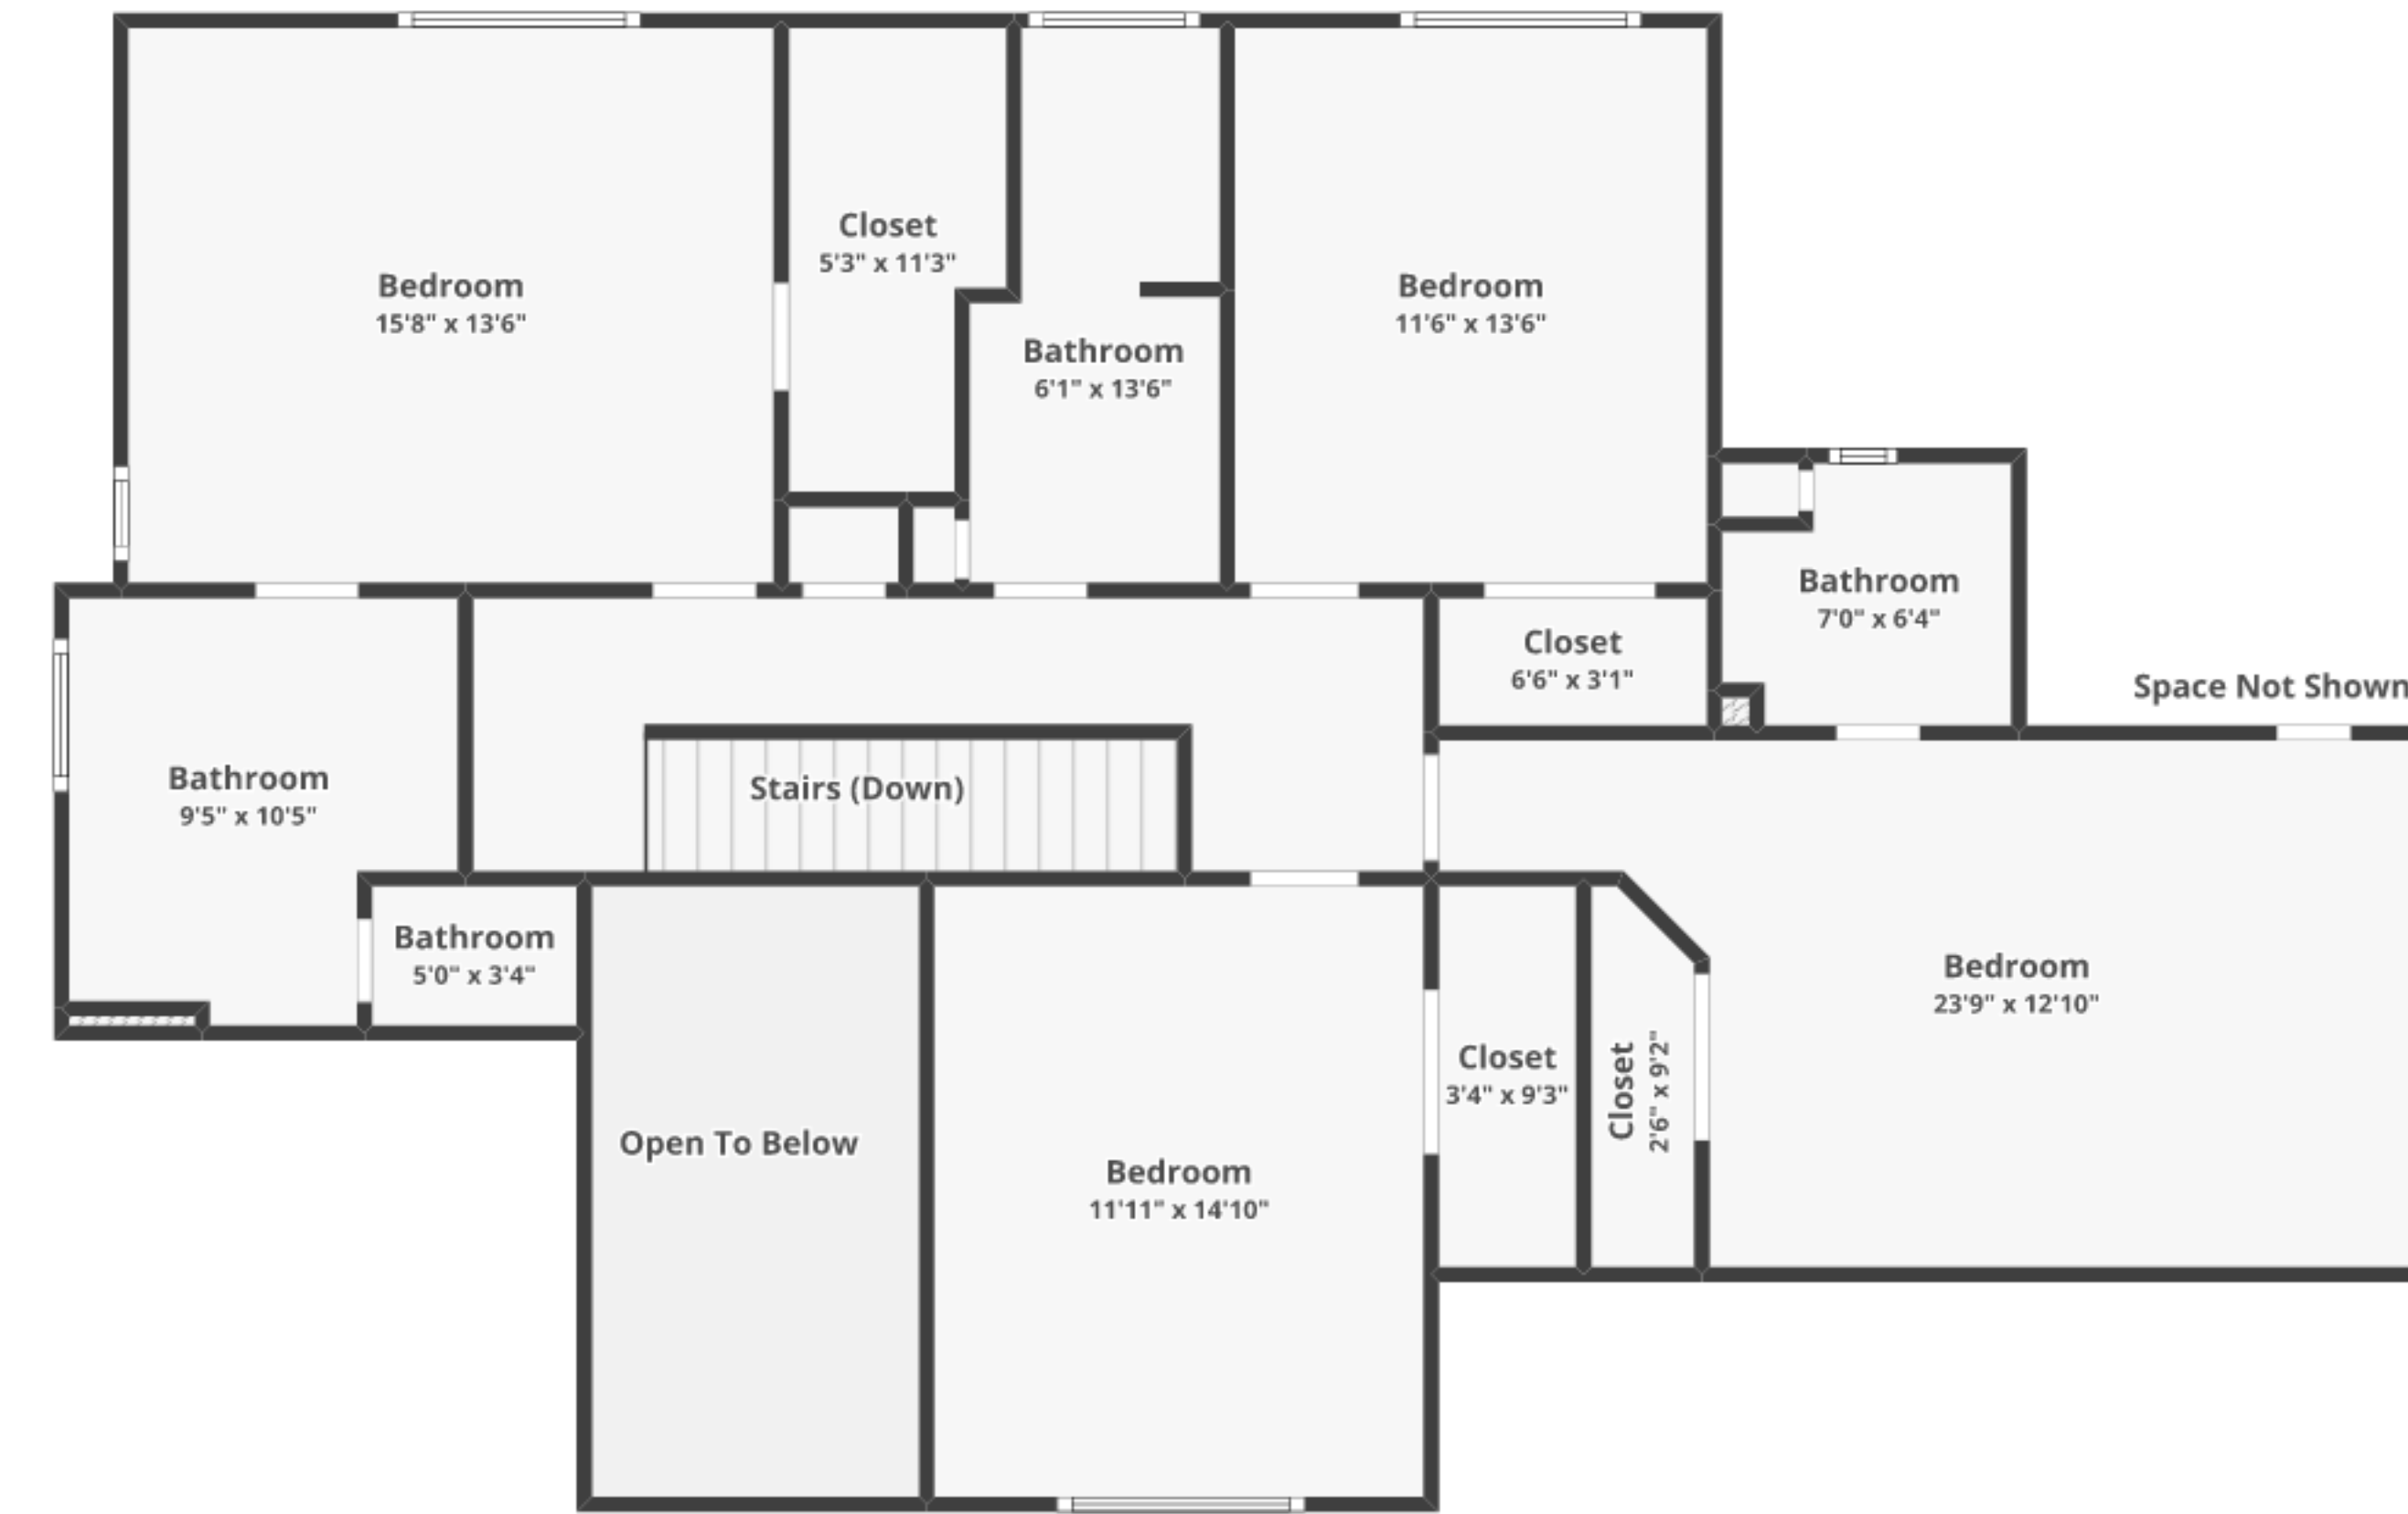 Closet
5'3" x 11'3"
Bedroom
15'8" x 13'6"
Bedroom
11'6" x 13'6"
Bathroom
6'1" x 13'6"
Bathroom
7'0" x 6'4"
Closet
6'6" x 3'1"
Space Not Shown
Bathroom
9'5" x 10'5"
Stairs (Down)
Bathroom
5'0" x 3'4"
Bedroom
23'9" x 12'10"
Closet
3'4" x 9'3"
Closet
2'6" x 9'2"
Open To Below
Bedroom
11'11" x 14'10"